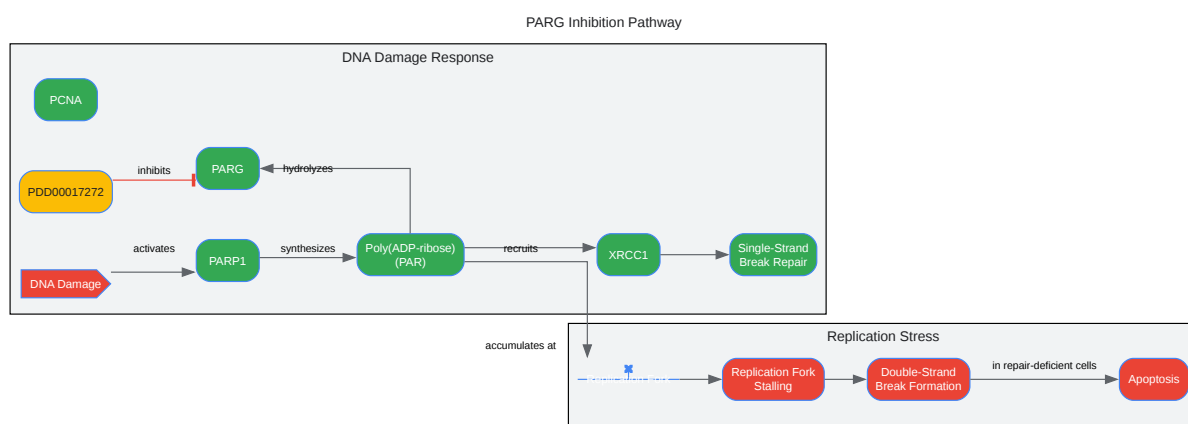 PARG Inhibition Pathway
DNA Damage Response
PCNA
inhibits
PARG
hydrolyzes
PDD00017272
activates
PARP1
synthesizes
Poly(ADP-ribose)
(PAR)
recruits
XRCC1
Single-Strand
Break Repair
DNA Damage
accumulates at
Replication Stress
Replication Fork
Stalling
Double-Strand
Break Formation
in repair-deficient cells
Apoptosis